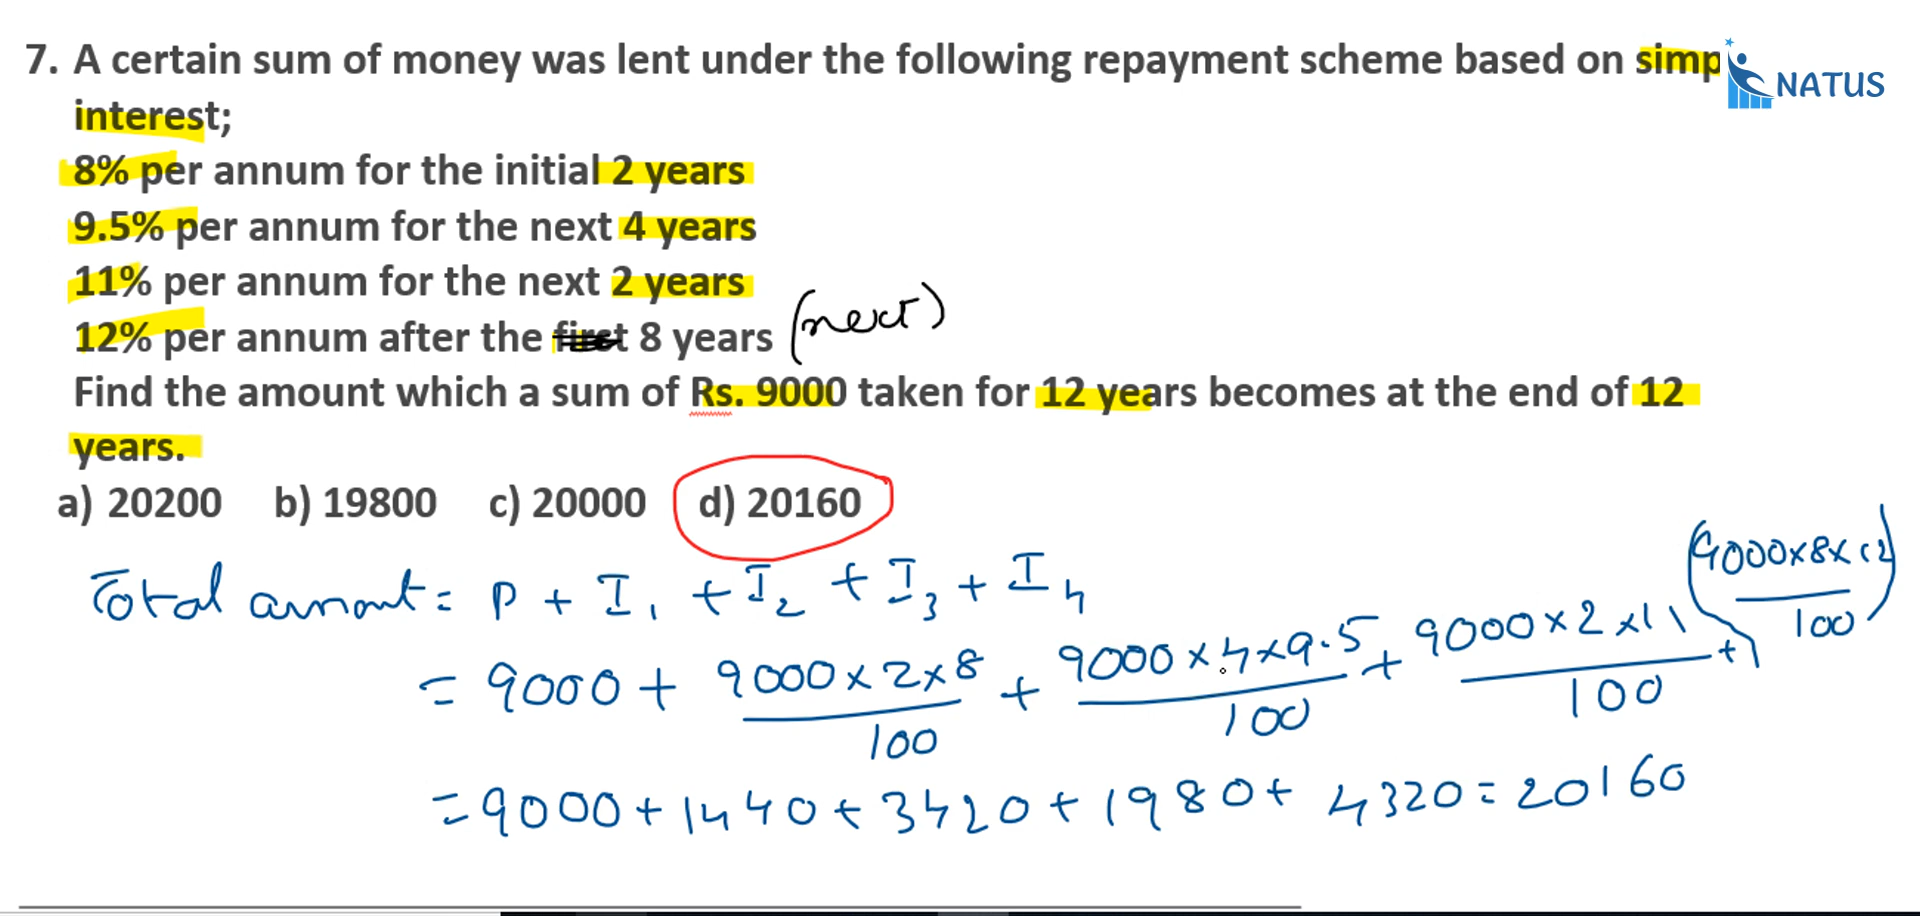 7. A certain sum of money was lent under the following repayment scheme based on simp
NATUS
interest;
8% per annum for the initial 2 years
9.5% per annum for the next 4 years
11% per annum for the next 2 years
12% per annum after the first 8 years (next)
Find the amount which a sum of Rs. 9000 taken for 12 years becomes at the end of 12
years.
a) 20200 b) 19800 c) 20000 d) 20160
Total amount = P + I₁ + I₂ + I₃ + I₄
= 9000 + 9000×2×8/100 + 9000×4×9.5/100 + 9000×2×11/100 + (9000×8×12/100)
= 9000 + 1440 + 3420 + 1980 + 4320 = 20160